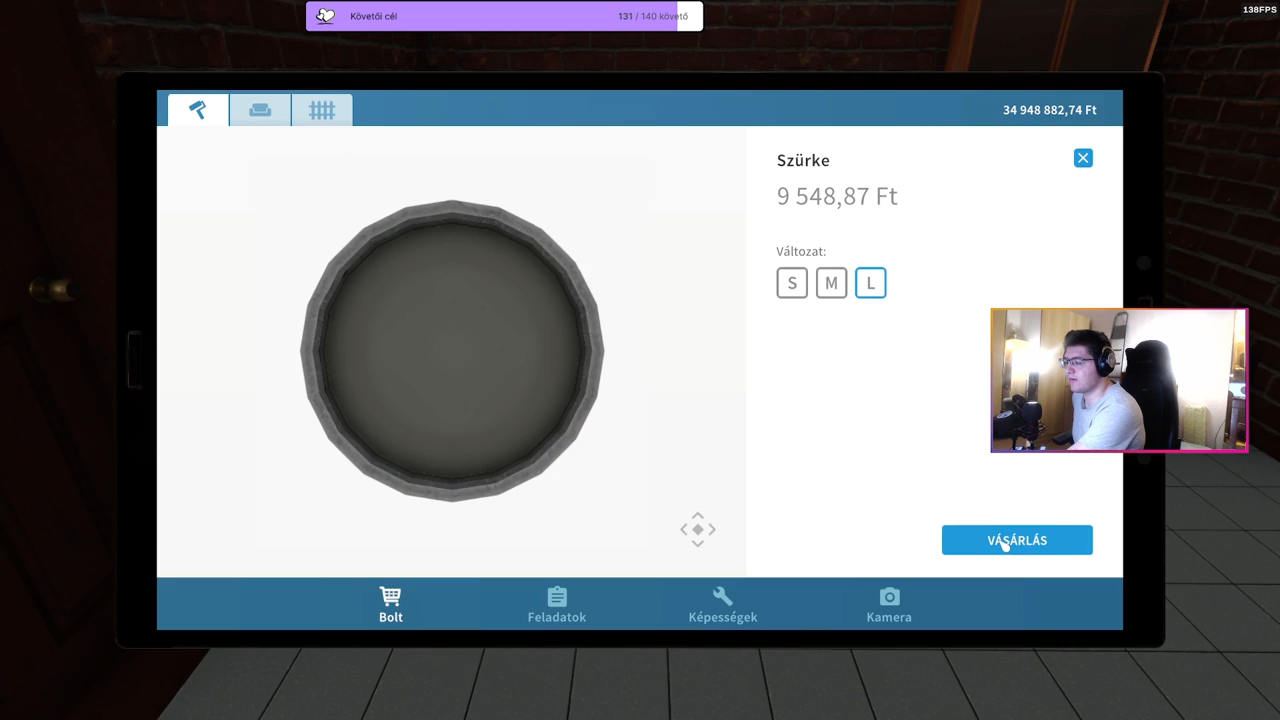 138FPS
Követői cél 131 / 140 követő
34 948 882,74 Ft
Szürke
9 548,87 Ft
Változat:
S M L
VÁSÁRLÁS
Bolt Feladatok Képességek Kamera